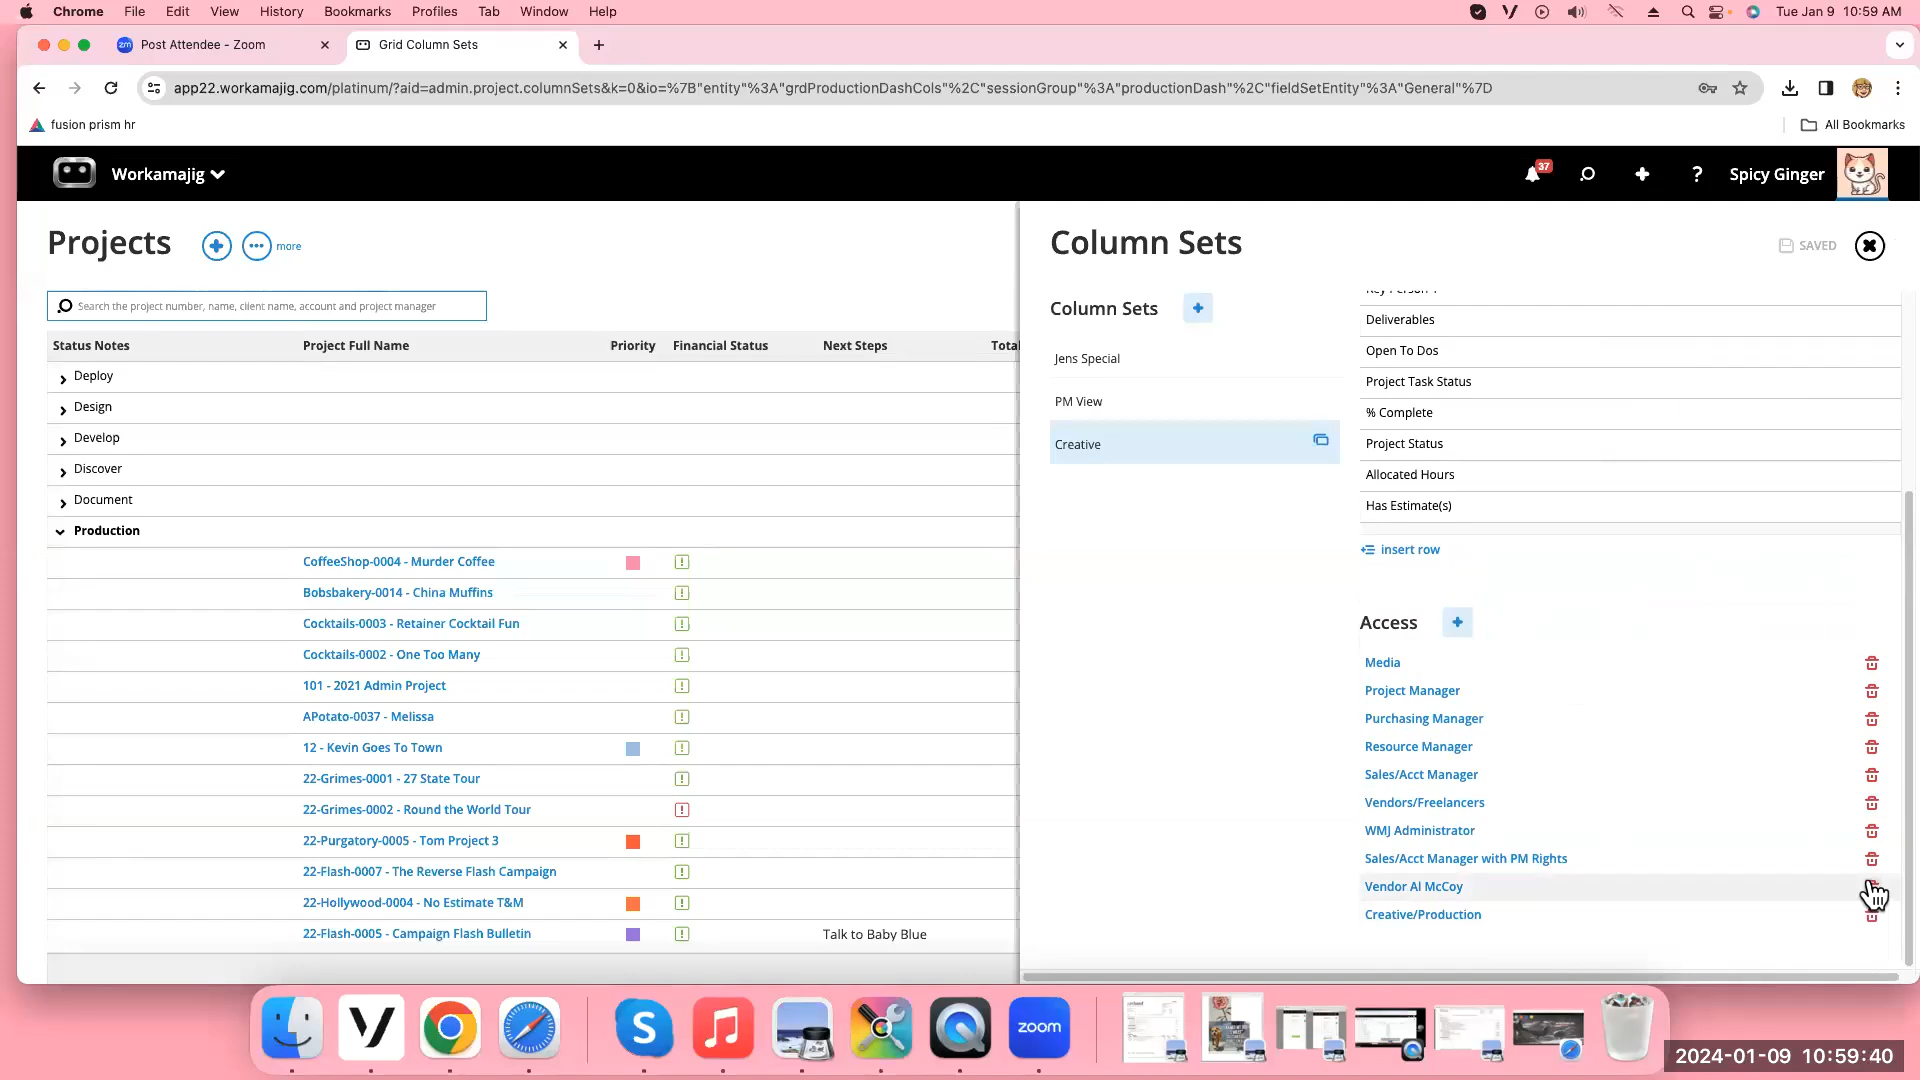 Chrome File Edit View History Bookmarks Profiles Tab Window Help Tue Jan 9 10:59 AM
zm Post Attendee - Zoom Grid Column Sets
app22.workamajig.com/platinum/?aid=admin.project.columnSets&k=0&io=%7B"entity"%3A"grdProductionDashCols"%2C"sessionGroup"%3A"productionDash"%2C"fieldSetEntity"%3A"General"%7D
fusion prism hr All Bookmarks
Workamajig 37 ? Spicy Ginger
Projects more
Search the project number, name, client name, account and project manager
Status Notes Project Full Name Priority Financial Status Next Steps Tota
Deploy
Design
Develop
Discover
Document
Production
CoffeeShop-0004 - Murder Coffee
Bobsbakery-0014 - China Muffins
Cocktails-0003 - Retainer Cocktail Fun
Cocktails-0002 - One Too Many
101 - 2021 Admin Project
APotato-0037 - Melissa
12 - Kevin Goes To Town
22-Grimes-0001 - 27 State Tour
22-Grimes-0002 - Round the World Tour
22-Purgatory-0005 - Tom Project 3
22-Flash-0007 - The Reverse Flash Campaign
22-Hollywood-0004 - No Estimate T&M
22-Flash-0005 - Campaign Flash Bulletin Talk to Baby Blue
Column Sets SAVED
Column Sets
Jens Special
PM View
Creative
Deliverables
Open To Dos
Project Task Status
% Complete
Project Status
Allocated Hours
Has Estimate(s)
insert row
Access
Media
Project Manager
Purchasing Manager
Resource Manager
Sales/Acct Manager
Vendors/Freelancers
WMJ Administrator
Sales/Acct Manager with PM Rights
Vendor Al McCoy
Creative/Production
zoom
2024-01-09 10:59:40